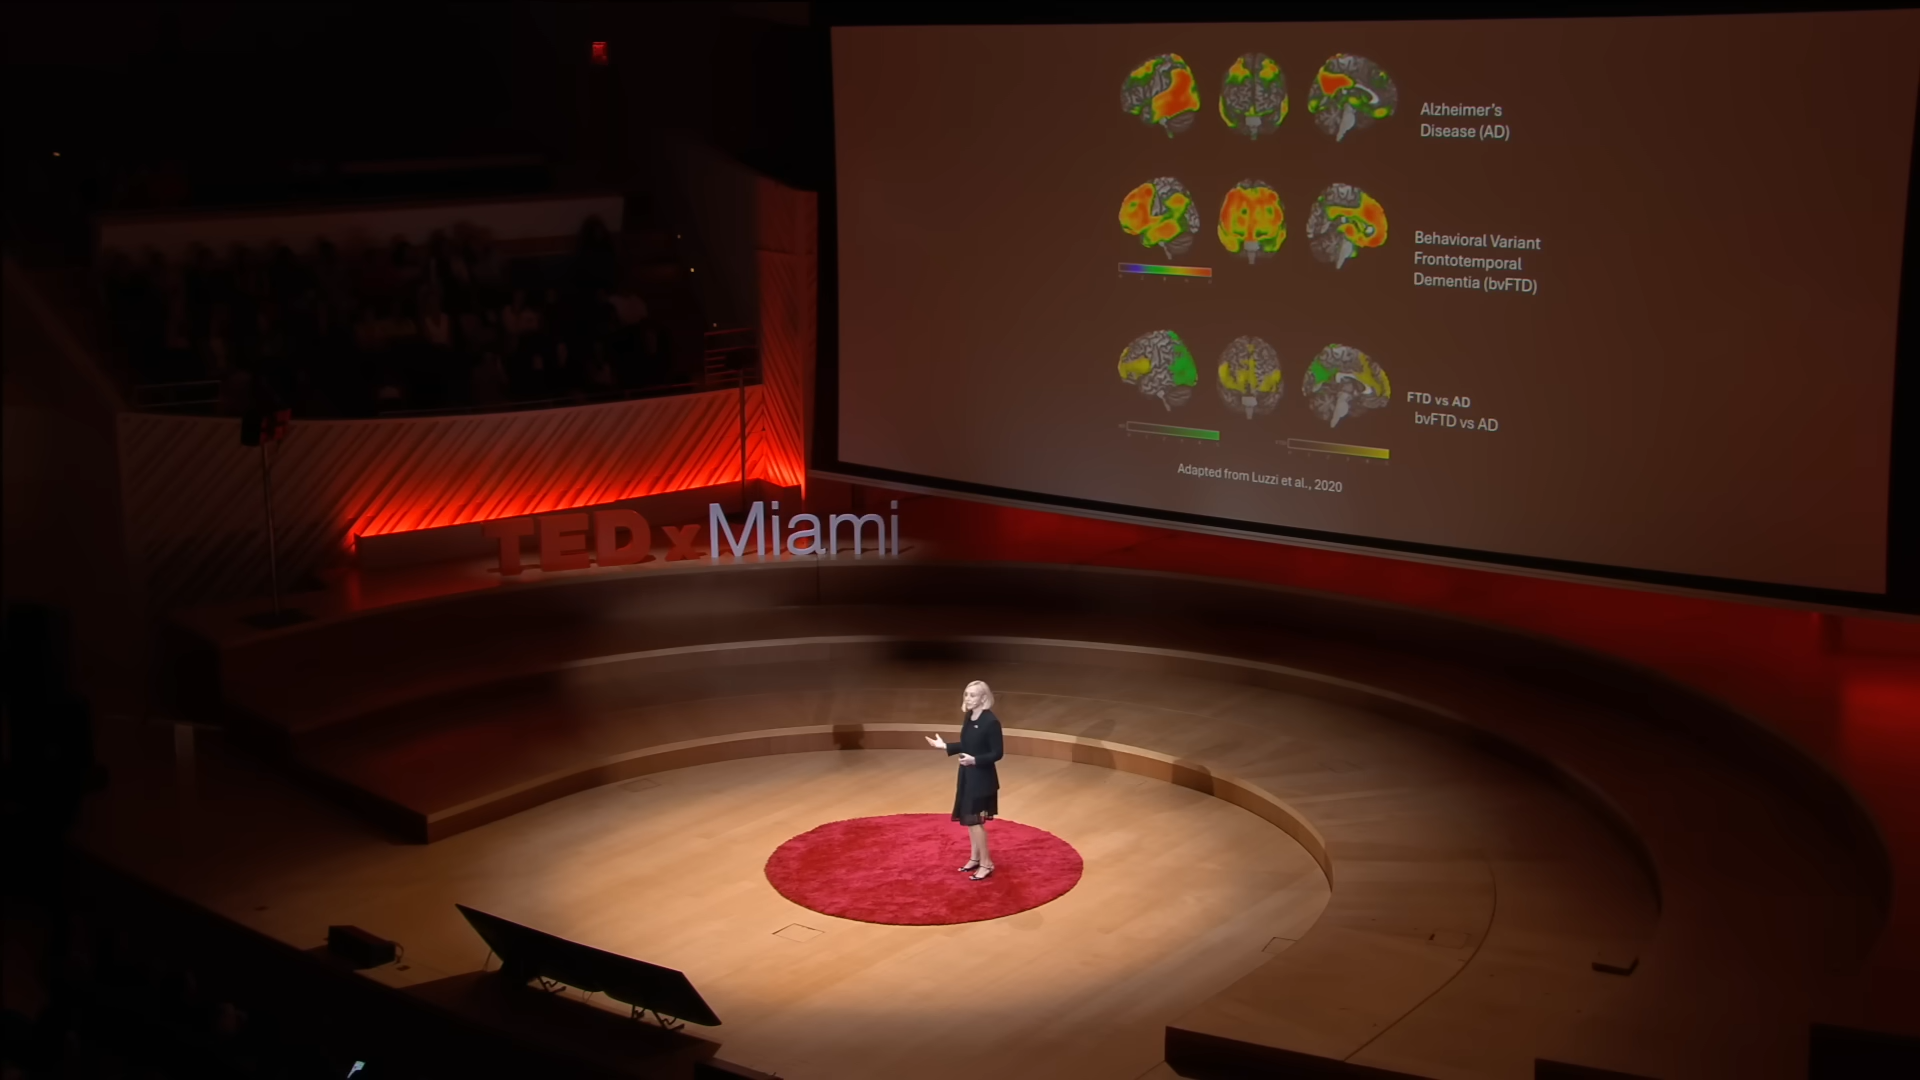 Alzheimer's
Disease (AD)
Behavioral Variant
Frontotemporal
Dementia (bvFTD)
FTD vs AD
bvFTD vs AD
Adapted from Luzzi et al., 2020
TEDxMiami